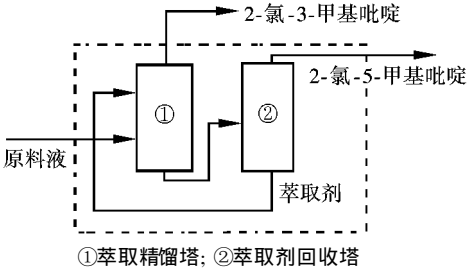 2-氯-3-甲基吡啶
2-氯-5-甲基吡啶
①
②
原料液
萃取剂
①萃取精馏塔; ②萃取剂回收塔